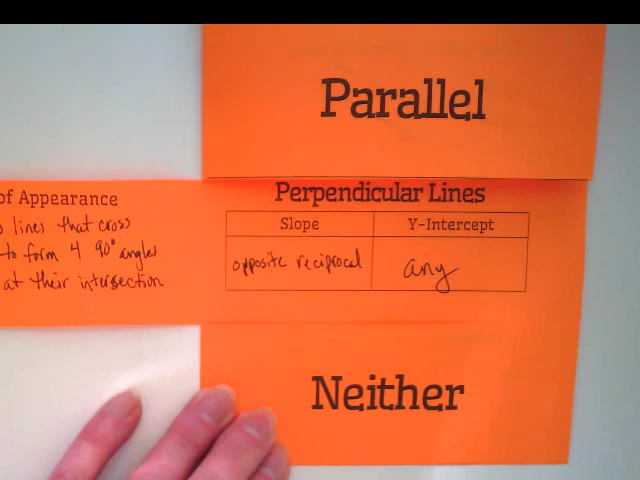 Parallel
of Appearance
lines that cross
to form 4 90° angles
at their intersection
Perpendicular Lines
Slope
Y-Intercept
opposite reciprocal
any
Neither